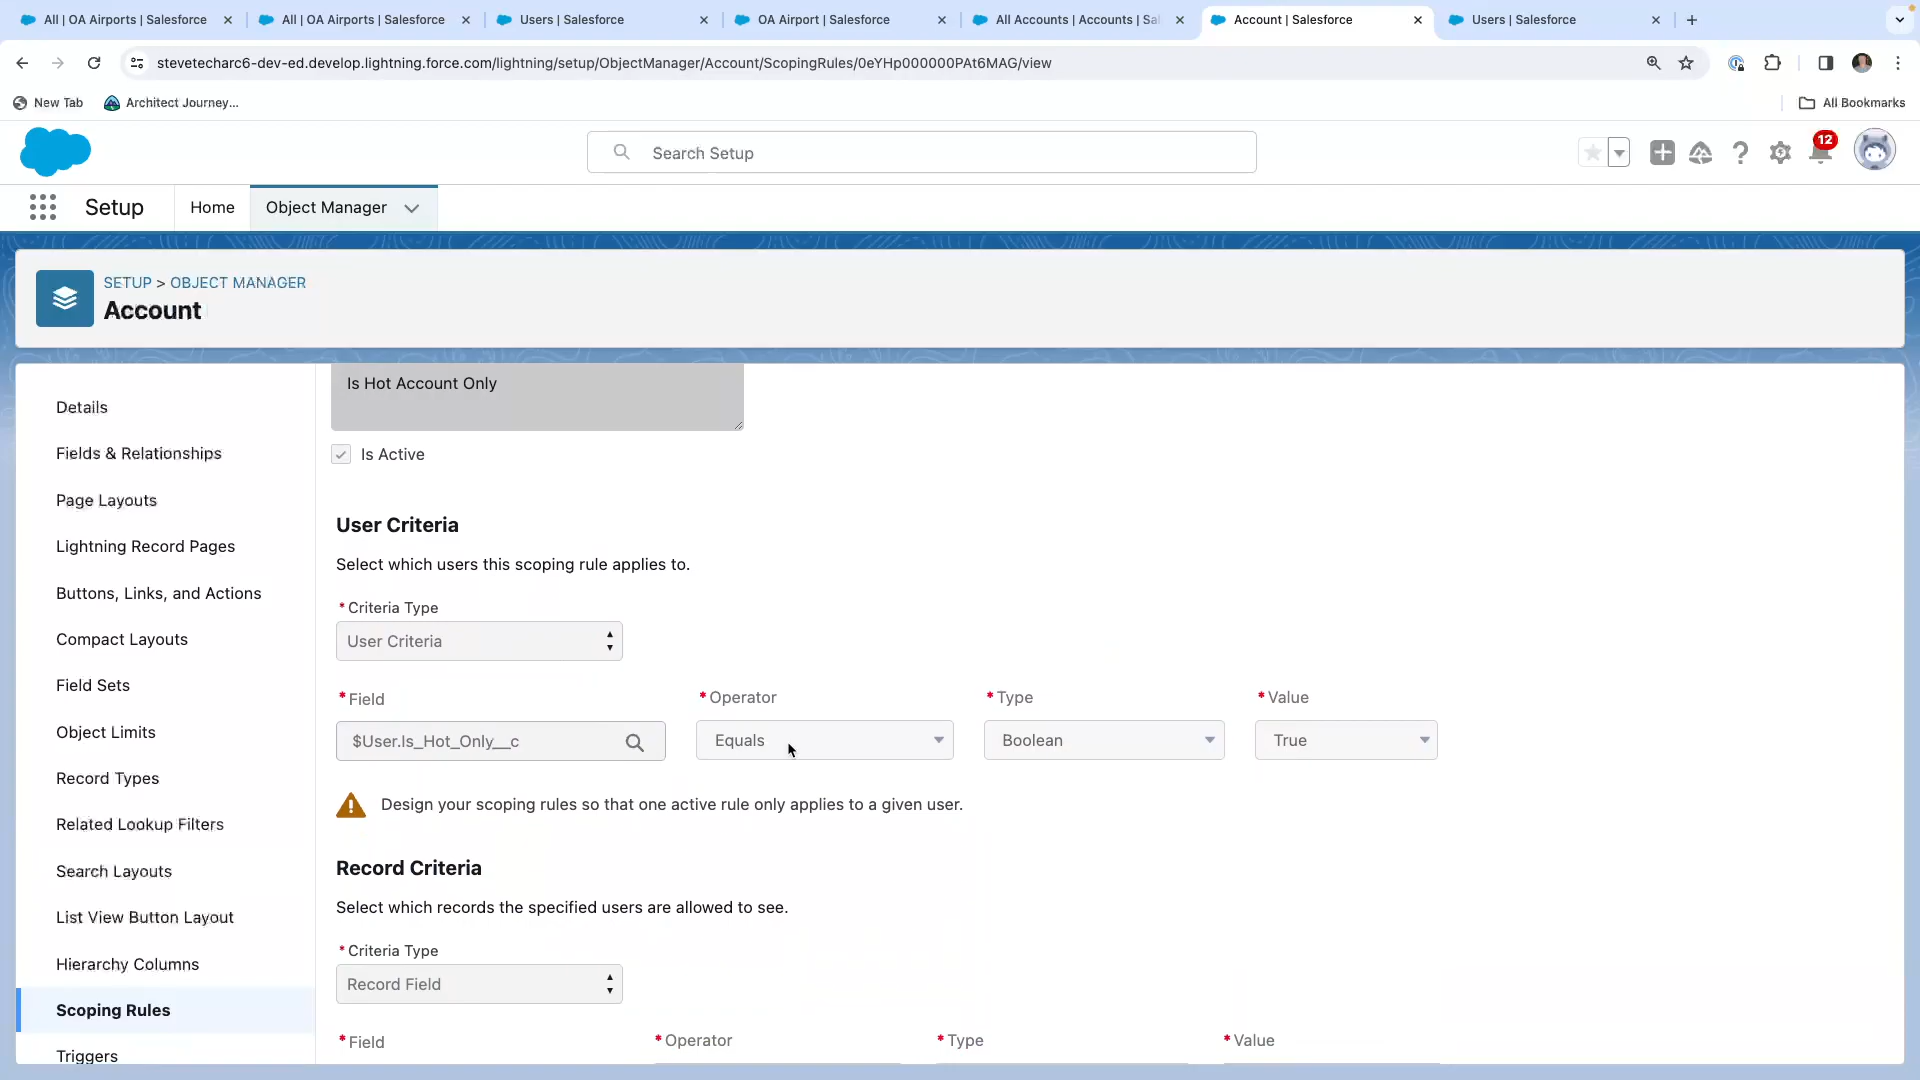 All | OA Airports | Salesforce
All | OA Airports | Salesforce
Users | Salesforce
OA Airport | Salesforce
All Accounts | Accounts | Sal
Account | Salesforce
Users | Salesforce
stevetecharc6-dev-ed.develop.lightning.force.com/lightning/setup/ObjectManager/Account/ScopingRules/0eYHp000000PAt6MAG/view
New Tab
Architect Journey...
All Bookmarks
Search Setup
12
Setup
Home
Object Manager
SETUP > OBJECT MANAGER
Account
Details
Fields & Relationships
Page Layouts
Lightning Record Pages
Buttons, Links, and Actions
Compact Layouts
Field Sets
Object Limits
Record Types
Related Lookup Filters
Search Layouts
List View Button Layout
Hierarchy Columns
Scoping Rules
Triggers
Is Hot Account Only
Is Active
User Criteria
Select which users this scoping rule applies to.
*Criteria Type
User Criteria
*Field *Operator *Type *Value
$User.Is_Hot_Only__c Equals Boolean True
Design your scoping rules so that one active rule only applies to a given user.
Record Criteria
Select which records the specified users are allowed to see.
*Criteria Type
Record Field
*Field *Operator *Type *Value